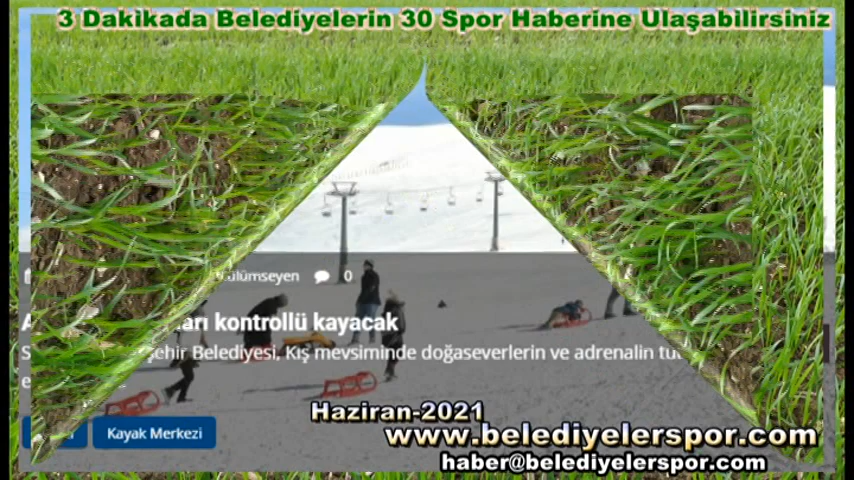 3 Dakikada Belediyelerin 30 Spor Haberine Ulaşabilirsiniz
0
kontrollü kayacak
Belediyesi, Kış mevsiminde doğaseverlerin ve adrenalin
Kayak Merkezi
Haziran-2021
www.belediyelerspor.com
haber@belediyelerspor.com